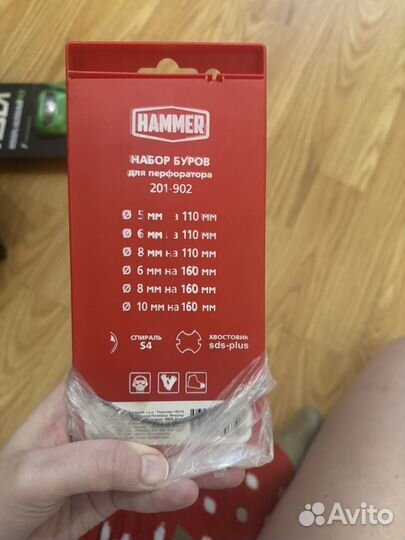 HAMMER
НАБОР БУРОВ
для перфоратора
201-902
Ø 5 мм на 110 мм
Ø 6 мм на 110 мм
Ø 8 мм на 110 мм
Ø 6 мм на 160 мм
Ø 8 мм на 160 мм
Ø 10 мм на 160 мм
СПИРАЛЬ
S4
ХВОСТОВИК
sds-plus
Avito